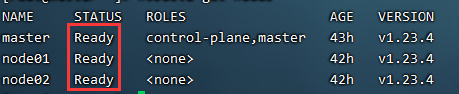 NAME STATUS ROLES AGE VERSION
master Ready control-plane,master 43h v1.23.4
node01 Ready <none> 42h v1.23.4
node02 Ready <none> 42h v1.23.4